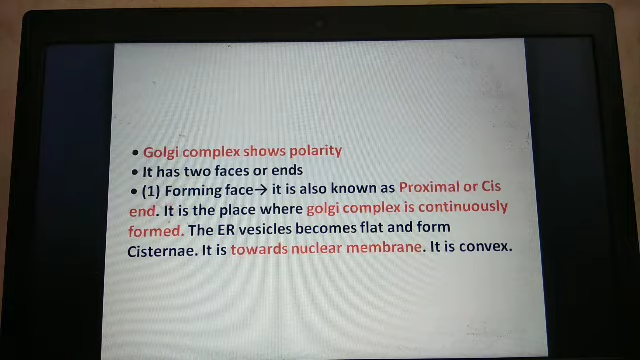 • Golgi complex shows polarity
• It has two faces or ends
• (1) Forming face→ it is also known as Proximal or Cis
end. It is the place where golgi complex is continuously
formed. The ER vesicles becomes flat and form
Cisternae. It is towards nuclear membrane. It is convex.